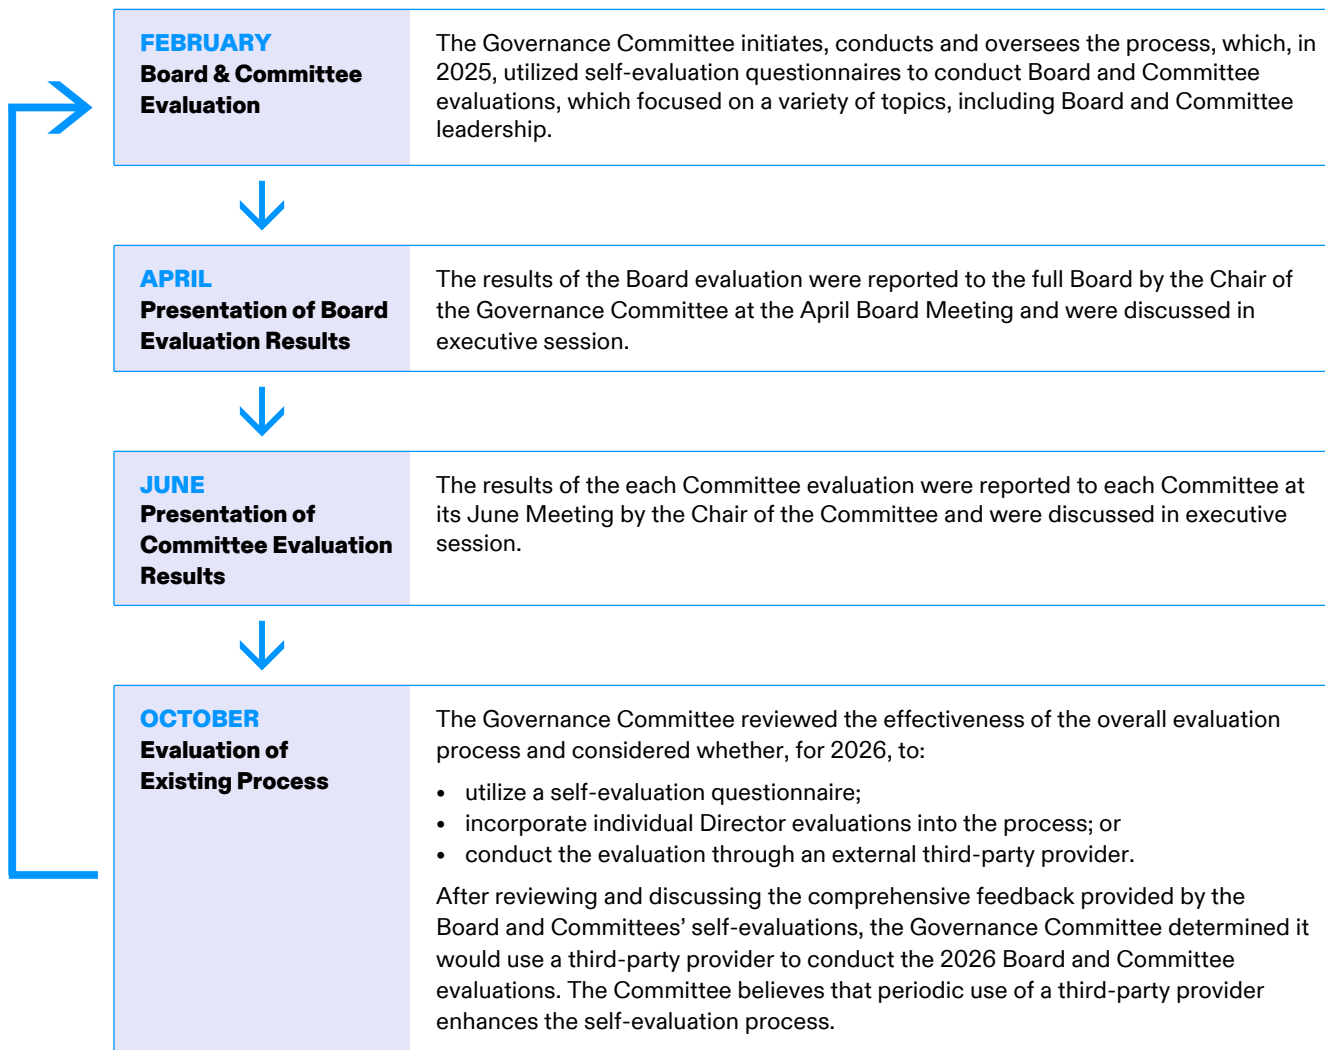 FEBRUARY
Board & Committee
Evaluation
The Governance Committee initiates, conducts and oversees the process, which, in
2025, utilized self-evaluation questionnaires to conduct Board and Committee
evaluations, which focused on a variety of topics, including Board and Committee
leadership.
APRIL
Presentation of Board
Evaluation Results
The results of the Board evaluation were reported to the full Board by the Chair of
the Governance Committee at the April Board Meeting and were discussed in
executive session.
JUNE
Presentation of
Committee Evaluation
Results
The results of the each Committee evaluation were reported to each Committee at
its June Meeting by the Chair of the Committee and were discussed in executive
session.
OCTOBER
Evaluation of
Existing Process
The Governance Committee reviewed the effectiveness of the overall evaluation
process and considered whether, for 2026, to:
• utilize a self-evaluation questionnaire;
• incorporate individual Director evaluations into the process; or
• conduct the evaluation through an external third-party provider.
After reviewing and discussing the comprehensive feedback provided by the
Board and Committees’ self-evaluations, the Governance Committee determined it
would use a third-party provider to conduct the 2026 Board and Committee
evaluations. The Committee believes that periodic use of a third-party provider
enhances the self-evaluation process.